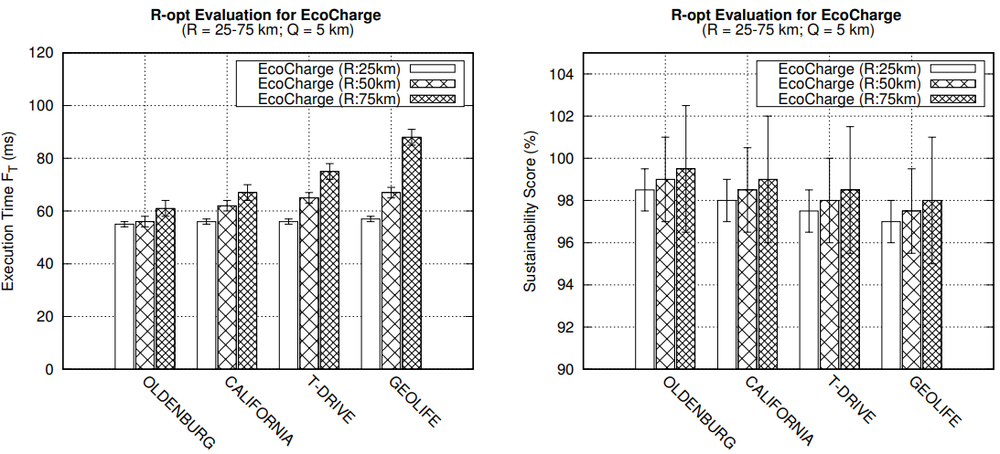 R-opt Evaluation for EcoCharge
(R = 25-75 km; Q = 5 km)
EcoCharge (R:25km)
EcoCharge (R:50km)
EcoCharge (R:75km)
Execution Time F_T (ms)
120
100
80
60
40
20
0
OLDENBURG
CALIFORNIA
T-DRIVE
GEOLIFE
R-opt Evaluation for EcoCharge
(R = 25-75 km; Q = 5 km)
EcoCharge (R:25km)
EcoCharge (R:50km)
EcoCharge (R:75km)
Sustainability Score (%)
104
102
100
98
96
94
92
90
OLDENBURG
CALIFORNIA
T-DRIVE
GEOLIFE